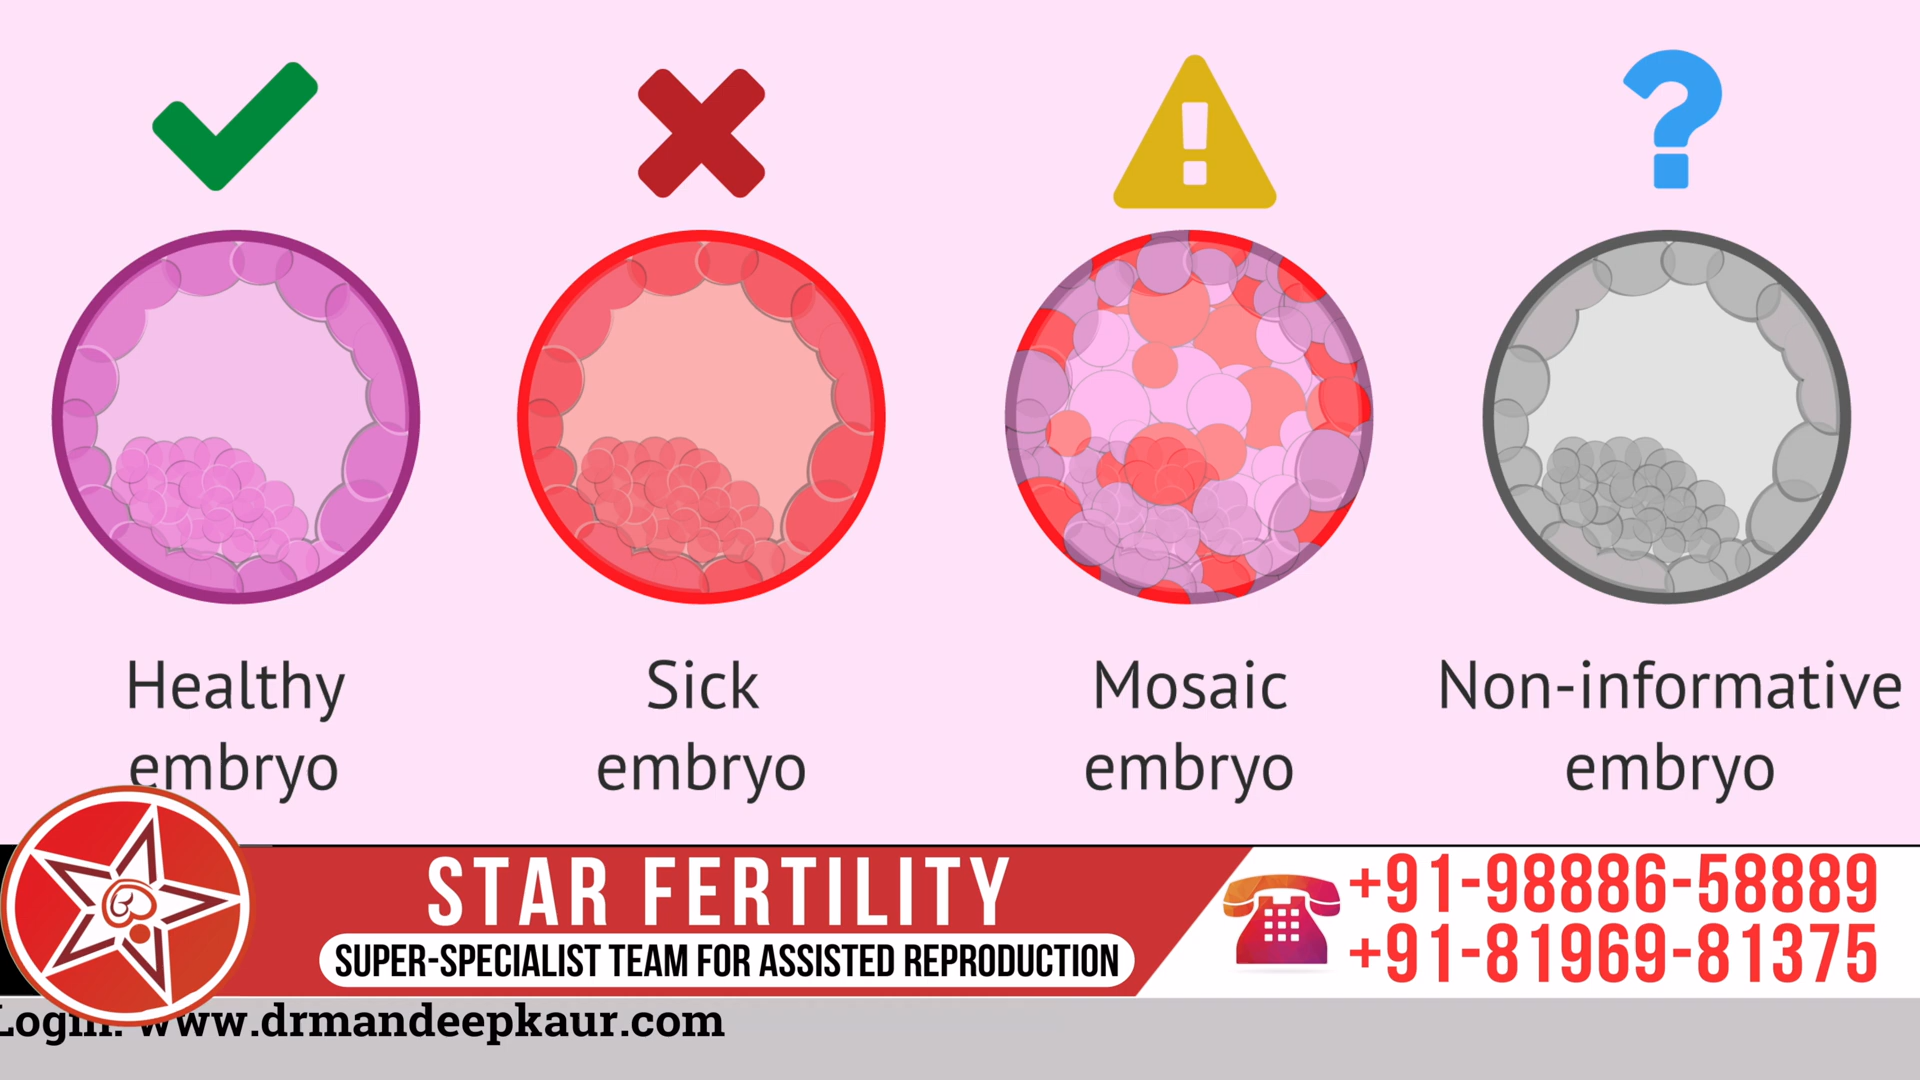 Healthy
embryo
Sick
embryo
Mosaic
embryo
Non-informative
embryo
STAR FERTILITY
SUPER-SPECIALIST TEAM FOR ASSISTED REPRODUCTION
+91-98886-58889
+91-81969-81375
Login: www.drmandeepkaur.com